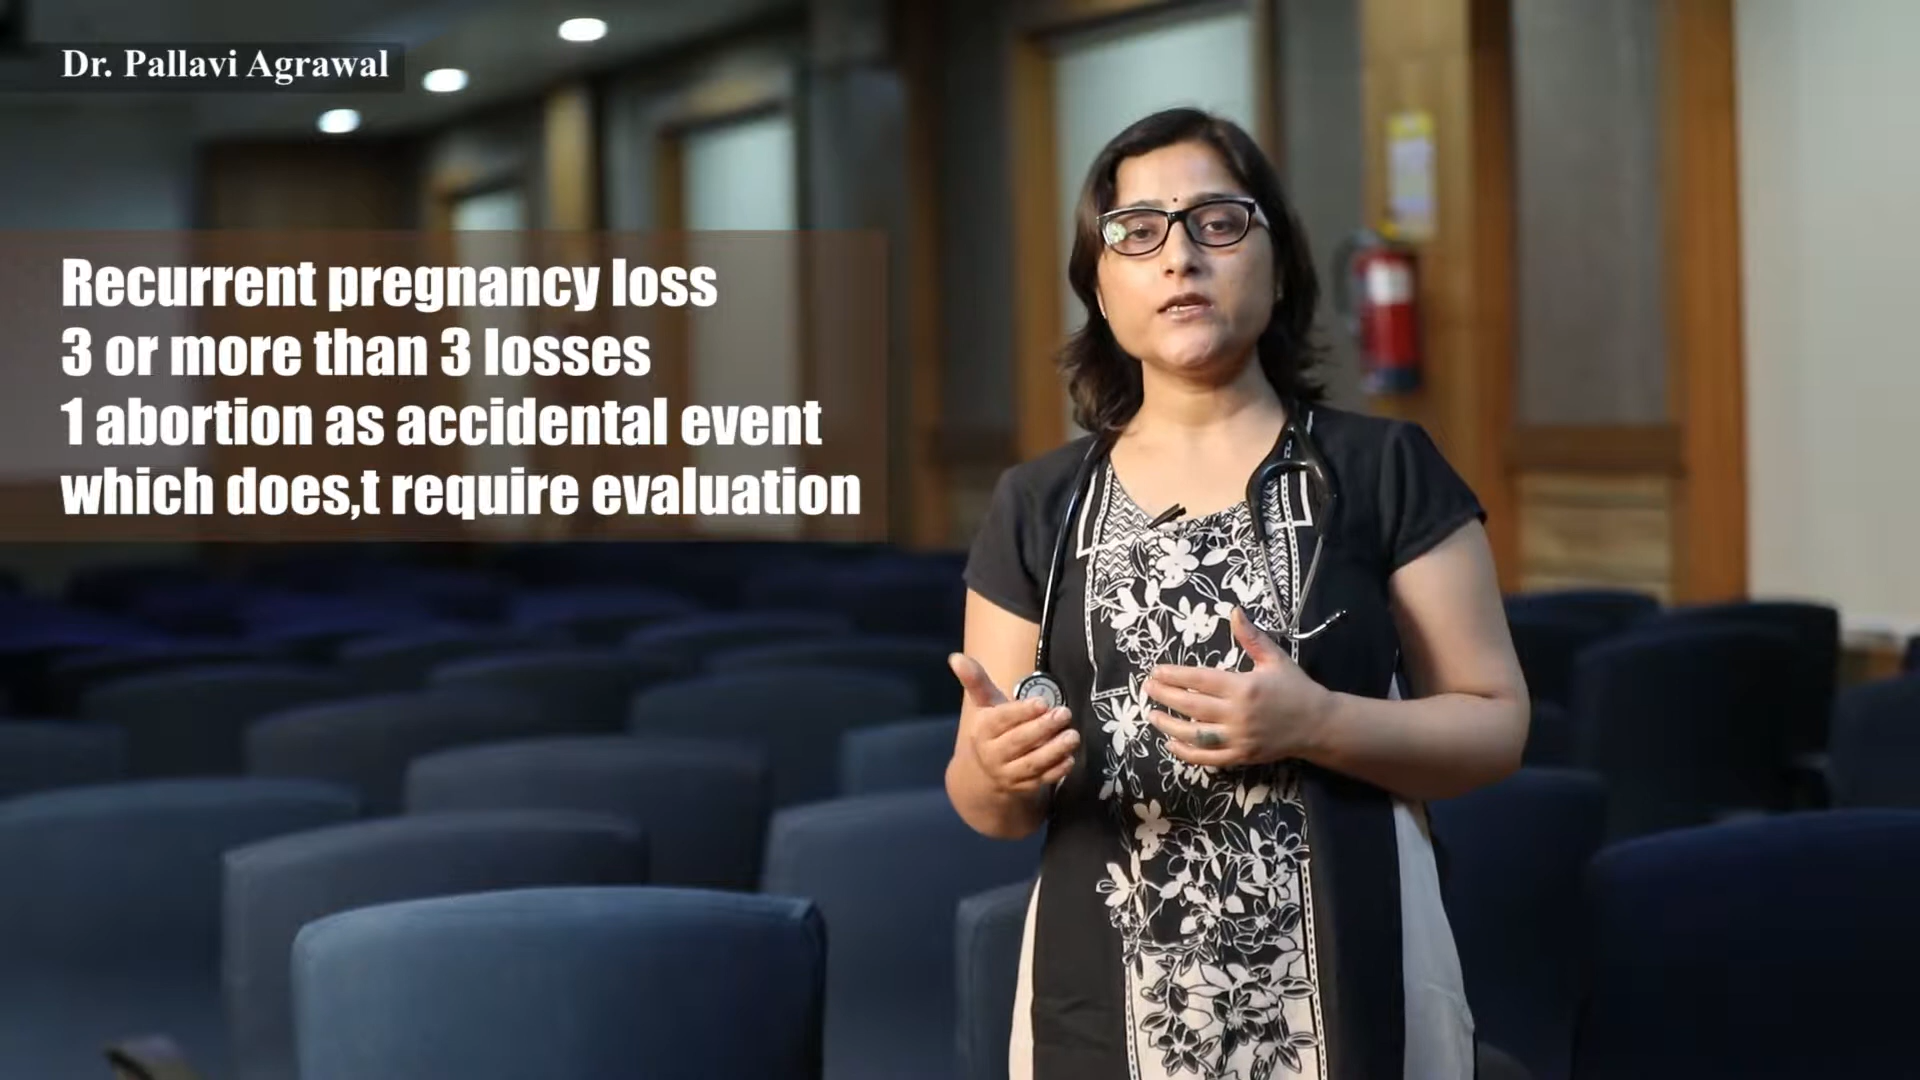 Dr. Pallavi Agrawal
Recurrent pregnancy loss
3 or more than 3 losses
1 abortion as accidental event
which does,t require evaluation